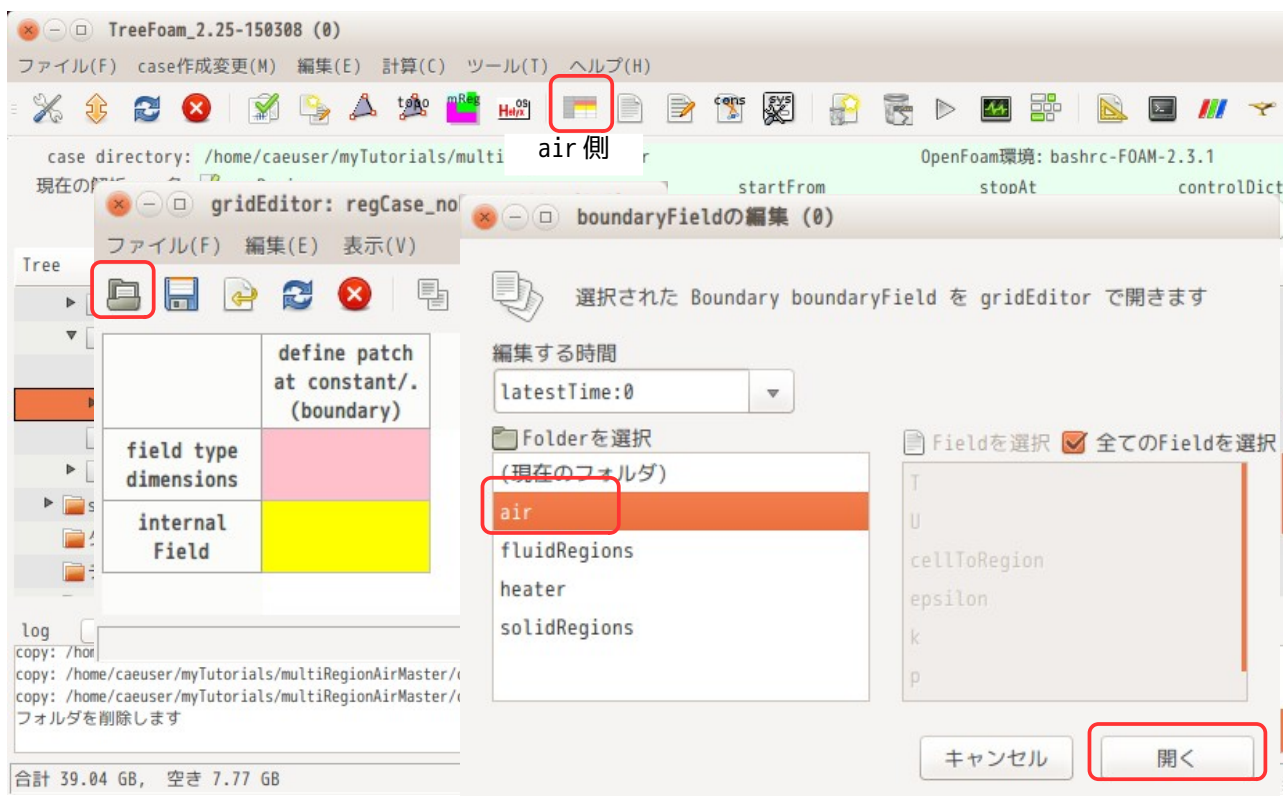 TreeFoam_2.25-150308 (0)
ファイル(F) case作成変更(M) 編集(E) 計算(C) ツール(T) ヘルプ(H)
topo mReg Helyx OS cons SYS
air側
case directory: /home/caeuser/myTutorials/multi r OpenFoam環境: bashrc-FOAM-2.3.1
現在の解析 startFrom stopAt controlDict
Tree
gridEditor: regCase_no
ファイル(F) 編集(E) 表示(V)
define patch
at constant/.
(boundary)
field type
dimensions
internal
Field
boundaryFieldの編集 (0)
選択された Boundary boundaryField を gridEditor で開きます
編集する時間
latestTime:0
Folderを選択
(現在のフォルダ)
air
fluidRegions
heater
solidRegions
Fieldを選択 全てのFieldを選択
T
U
cellToRegion
epsilon
k
p
キャンセル 開く
log
copy: /hom
copy: /home/caeuser/myTutorials/multiRegionAirMaster/
copy: /home/caeuser/myTutorials/multiRegionAirMaster/
フォルダを削除します
合計 39.04 GB, 空き 7.77 GB